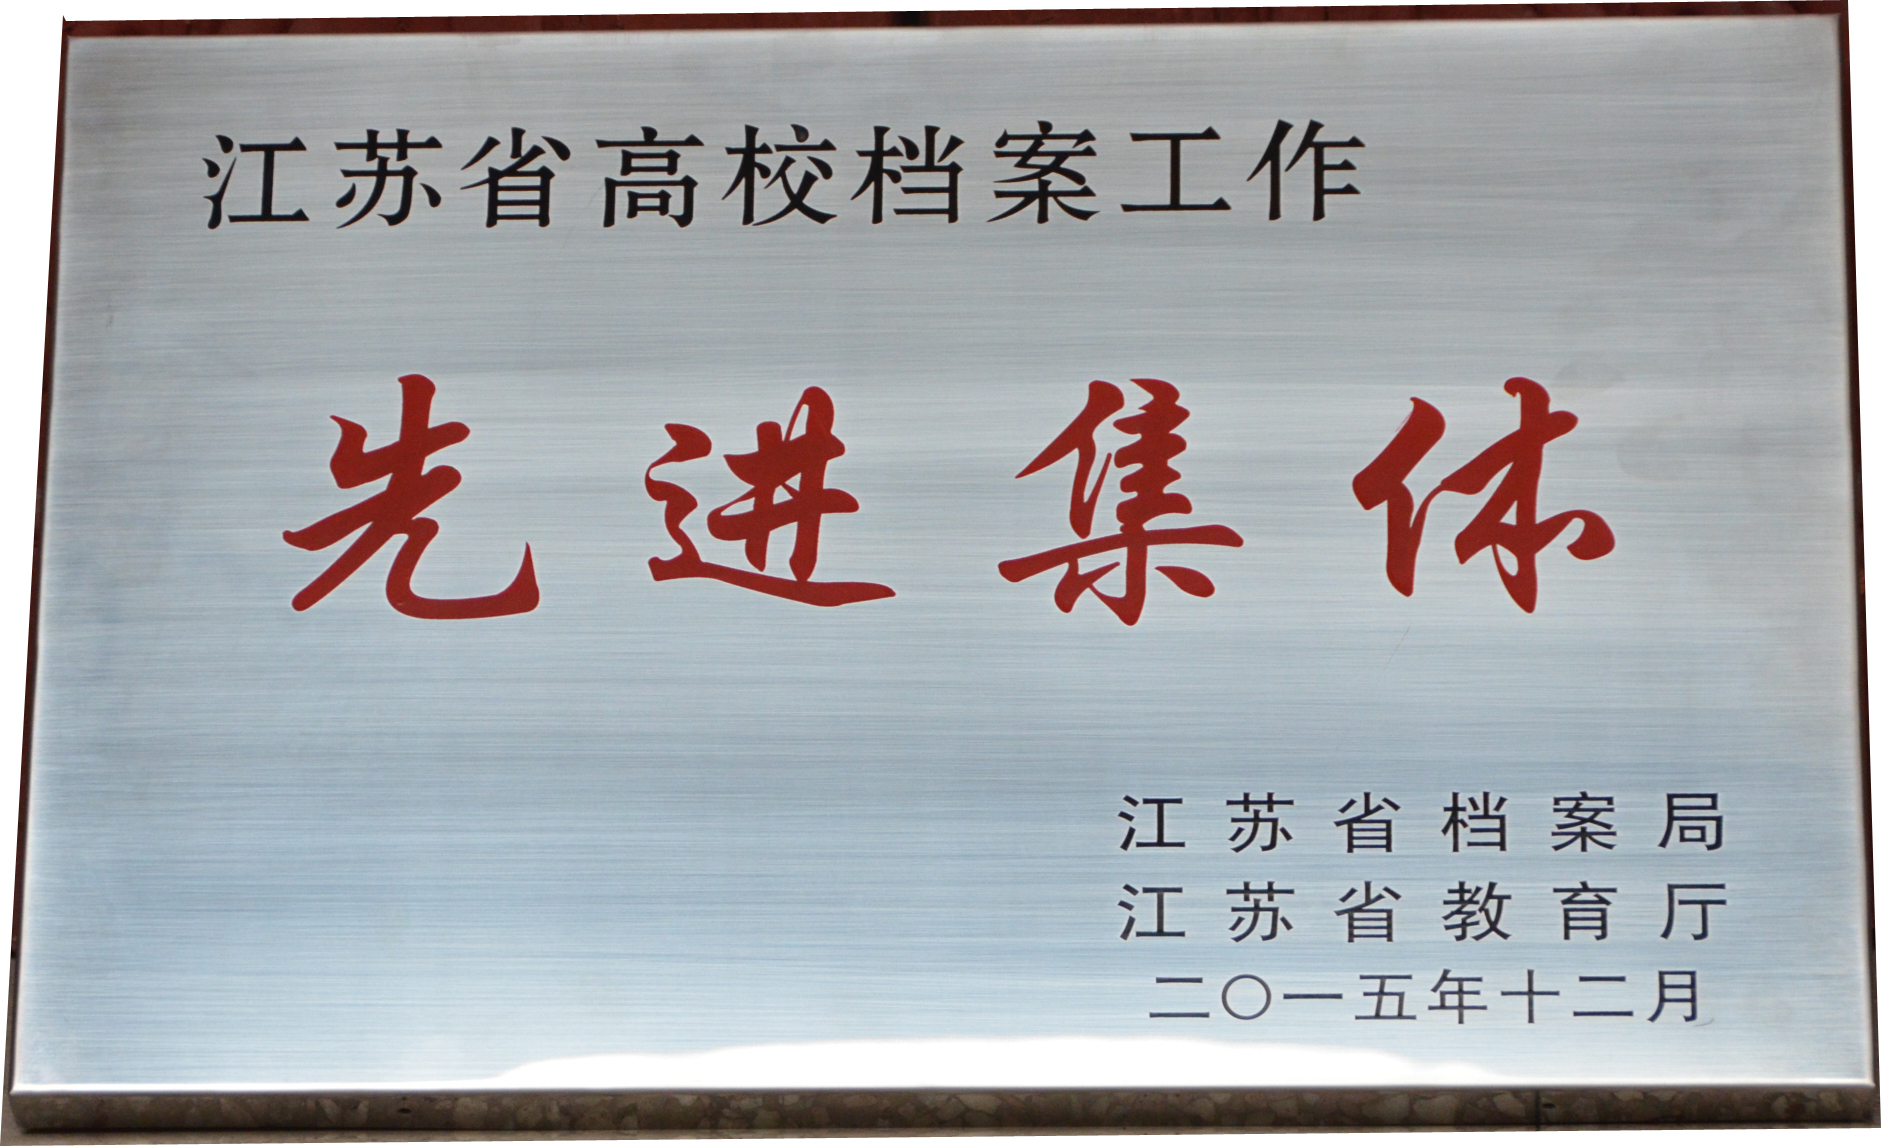 江苏省高校档案工作
先进集体
江苏省档案局
江苏省教育厅
二〇一五年十二月